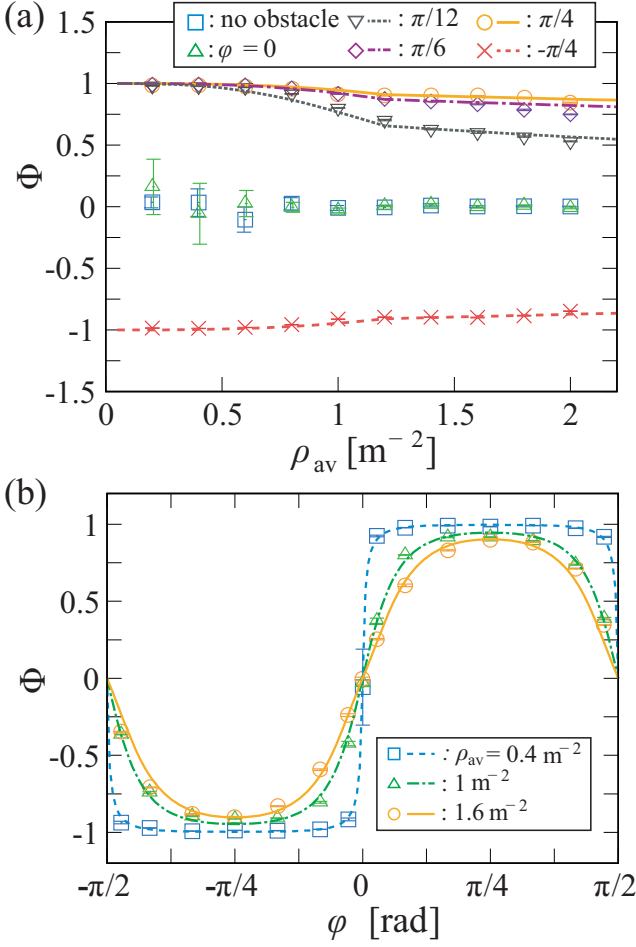 (a)
: no obstacle : π/12 : π/4
: φ = 0 : π/6 : -π/4
1.5
1
0.5
0
-0.5
-1
-1.5
Φ
0 0.5 1 1.5 2
ρav [m⁻²]
(b)
1
0.5
0
-0.5
-1
Φ
: ρav = 0.4 m⁻²
: 1 m⁻²
: 1.6 m⁻²
-π/2 -π/4 0 π/4 π/2
φ [rad]